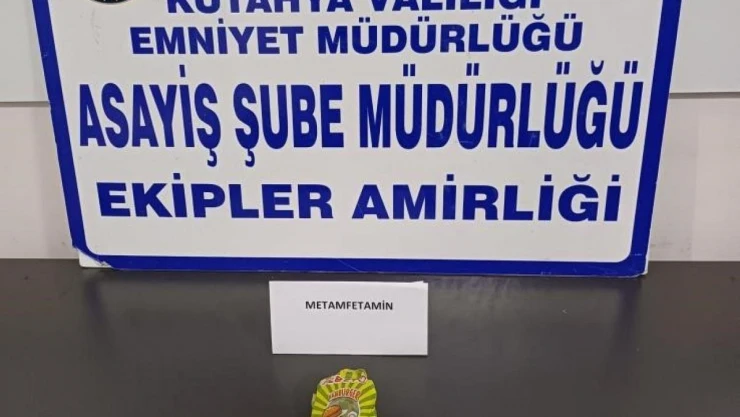 KÜTAHYA VALİLİĞİ
EMNİYET MÜDÜRLÜĞÜ
ASAYİŞ ŞUBE MÜDÜRLÜĞÜ
EKİPLER AMİRLİĞİ
METAMFETAMİN